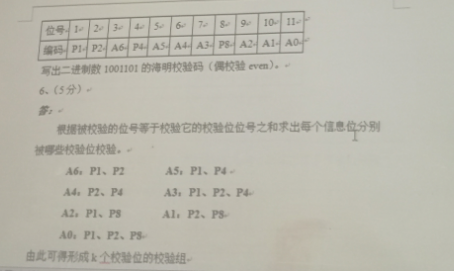 位号 1 2 3 4 5 6 7 8 9 10 11
编码 P1 P2 A6 P4 A5 A4 A3 P8 A2 A1 A0
写出二进制数 1001101 的海明校验码（偶校验 even）。
6、（5 分）
答：
根据被校验的位号等于校验它的校验位位号之和求出每个信息位分别
被哪些校验位校验。
A6：P1、P2 A5：P1、P4
A4：P2、P4 A3：P1、P2、P4
A2：P1、P8 A1：P2、P8
A0：P1、P2、P8
由此可得形成 k 个校验位的校验组